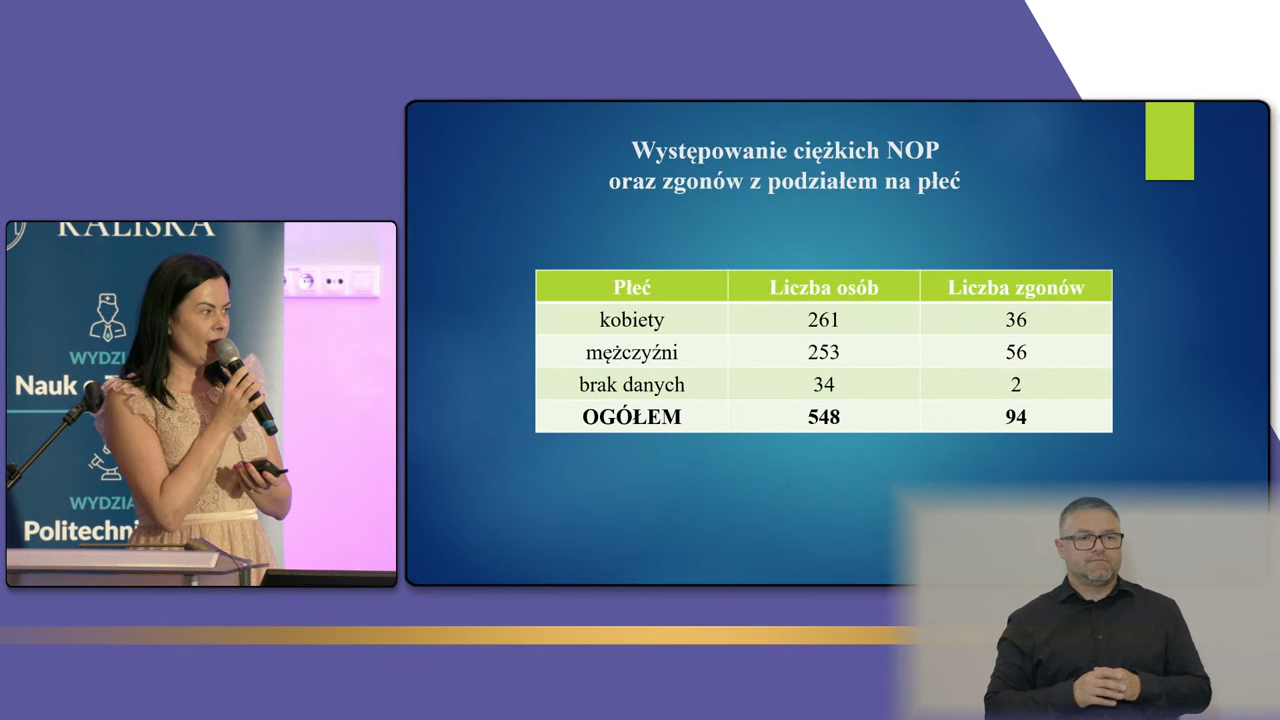 KALISKA
WYDZI
Nauk o
WYDZIA
Politechni
Występowanie ciężkich NOP
oraz zgonów z podziałem na płeć
Płeć Liczba osób Liczba zgonów
kobiety 261 36
mężczyźni 253 56
brak danych 34 2
OGÓŁEM 548 94